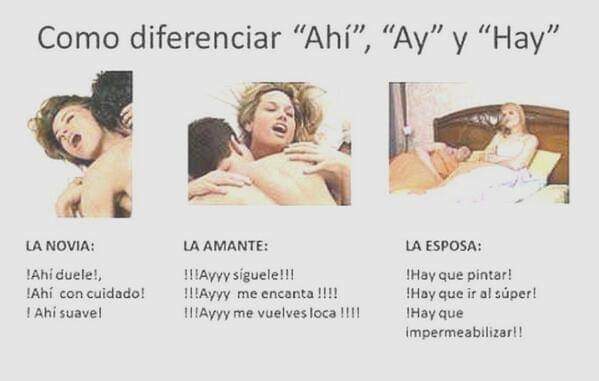 Como diferenciar “Ahí”, “Ay” y “Hay”
LA NOVIA:
!Ahí duele!,
!Ahí con cuidado!
! Ahí suave!
LA AMANTE:
!!!Ayyy síguele!!!
!!!Ayyy me encanta !!!!
!!!Ayyy me vuelves loca !!!!
LA ESPOSA:
!Hay que pintar!
!Hay que ir al súper!
!Hay que
impermeabilizar!!